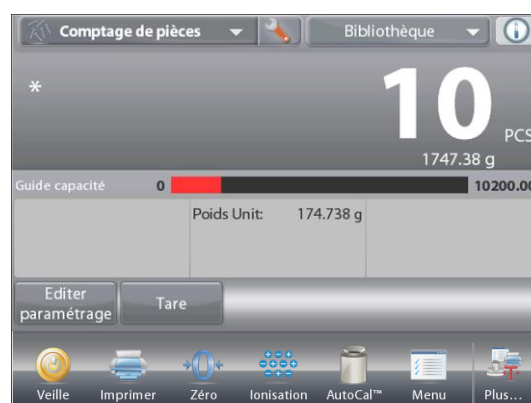 Comptage de pièces
Bibliothèque
*
10
PCS
1747.38 g
Guide capacité 0 10200.00
Poids Unit: 174.738 g
Editer
paramétrage
Tare
Veille Imprimer Zéro Ionisation AutoCal™ Menu Plus...